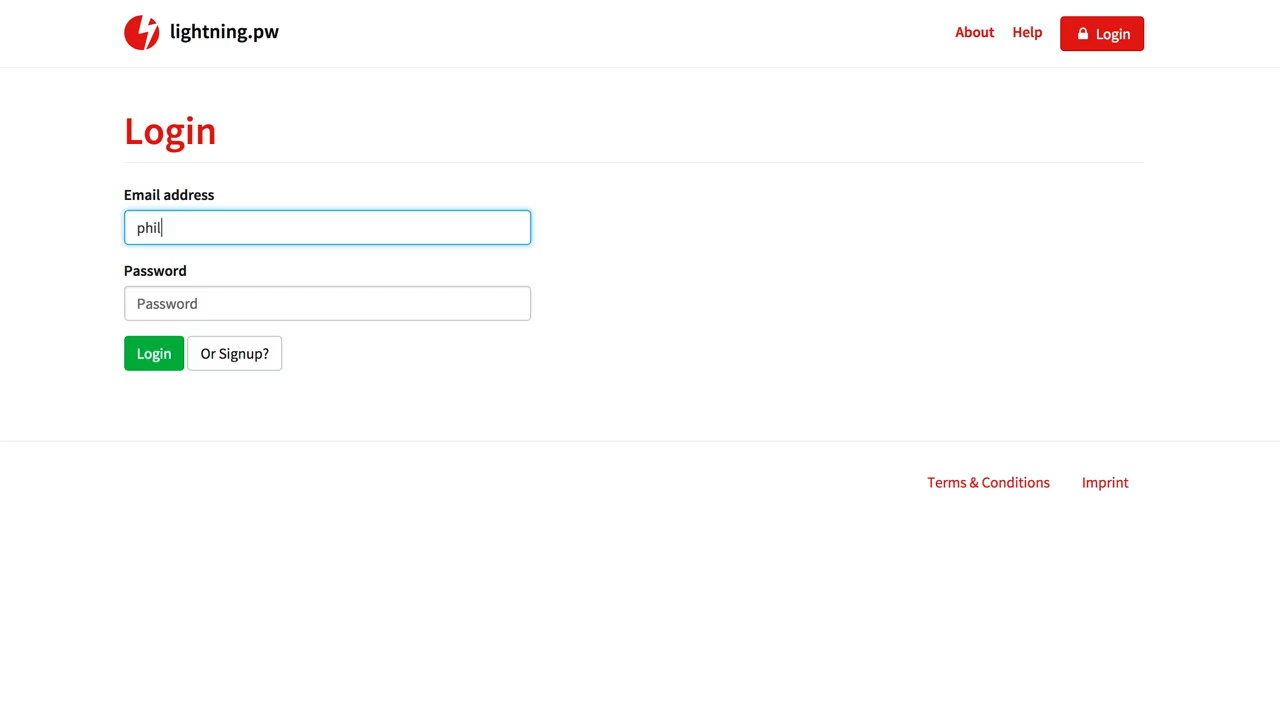 lightning.pw
About Help Login
Login
Email address
phil
Password
Password
Login Or Signup?
Terms & Conditions Imprint